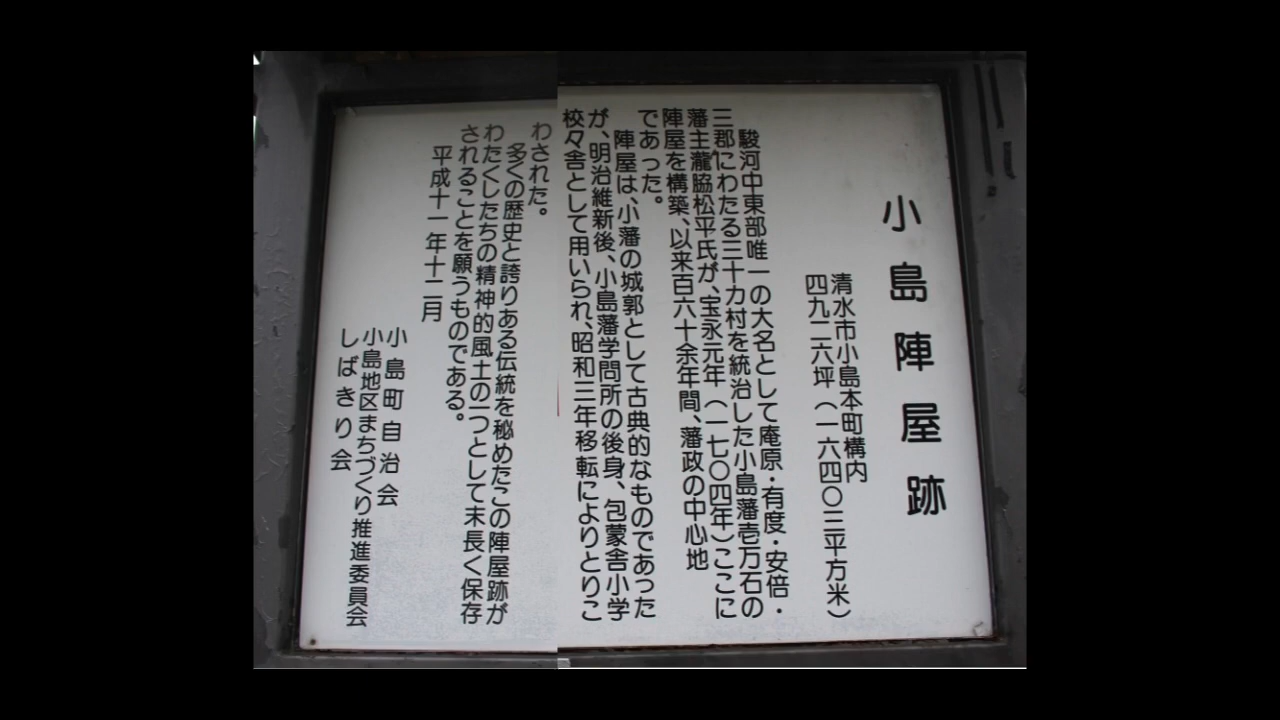 小島陣屋跡
清水市小島本町構内
四九二六坪(一六四〇三平方米)
駿河中東部唯一の大名として庵原・有度・安倍・
三郡にわたる三十カ村を統治した小島藩壱万石の
藩主瀧脇松平氏が、宝永元年(一七〇四年)ここに
陣屋を構築、以来百六十余年間、藩政の中心地
であった。
陣屋は、小藩の城郭として古典的なものであった
が、明治維新後、小島藩学問所の後身、包蒙舎小学
校々舎として用いられ、昭和三年移転によりとりこ
わされた。
多くの歴史と誇りある伝統を秘めたこの陣屋跡が
わたくしたちの精神的風土の一つとして末長く保存
されることを願うものである。
平成十一年十二月
小島町自治会
小島地区まちづくり推進委員会
しばきり会